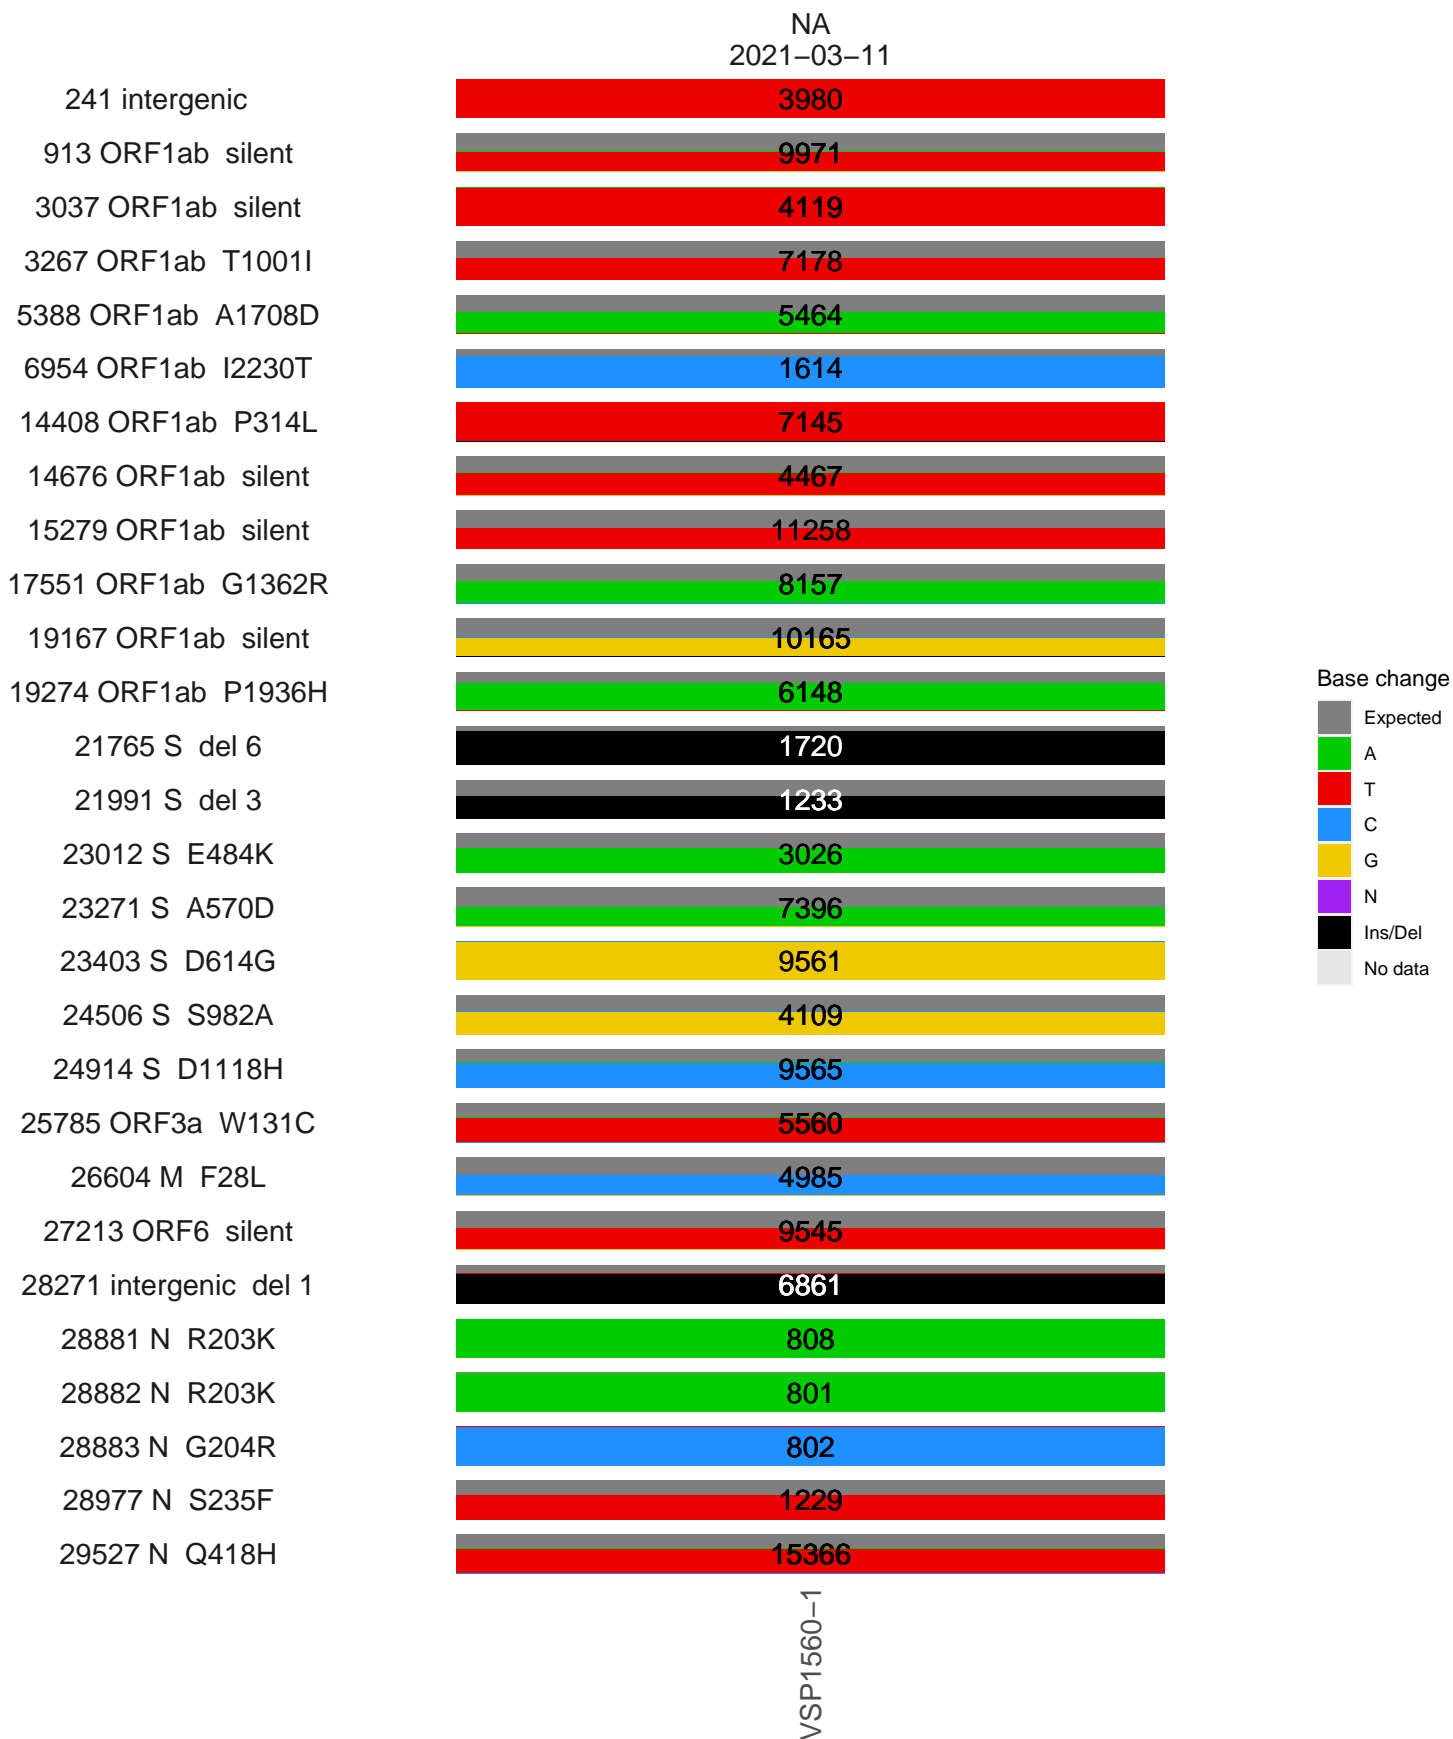 NA
2021−03−11
241 intergenic 3980
913 ORF1ab silent 9971
3037 ORF1ab silent 4119
3267 ORF1ab T1001I 7178
5388 ORF1ab A1708D 5464
6954 ORF1ab I2230T 1614
14408 ORF1ab P314L 7145
14676 ORF1ab silent 4467
15279 ORF1ab silent 11258
17551 ORF1ab G1362R 8157
19167 ORF1ab silent 10165
19274 ORF1ab P1936H 6148
21765 S del 6 1720
21991 S del 3 1233
23012 S E484K 3026
23271 S A570D 7396
23403 S D614G 9561
24506 S S982A 4109
24914 S D1118H 9565
25785 ORF3a W131C 5560
26604 M F28L 4985
27213 ORF6 silent 9545
28271 intergenic del 1 6861
28881 N R203K 808
28882 N R203K 801
28883 N G204R 802
28977 N S235F 1229
29527 N Q418H 15366
VSP1560−1
Base change
Expected
A
T
C
G
N
Ins/Del
No data